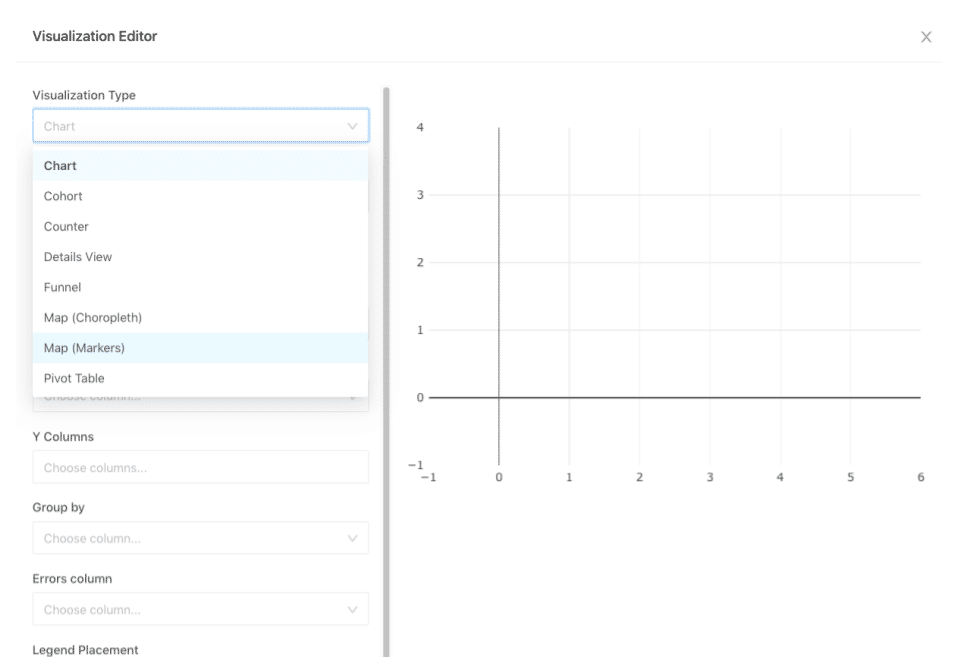 Visualization Editor
Visualization Type
Chart
Chart
Cohort
Counter
Details View
Funnel
Map (Choropleth)
Map (Markers)
Pivot Table
Choose column...
Y Columns
Choose columns...
Group by
Choose column...
Errors column
Choose column...
Legend Placement
4
3
2
1
0
−1
−1 0 1 2 3 4 5 6